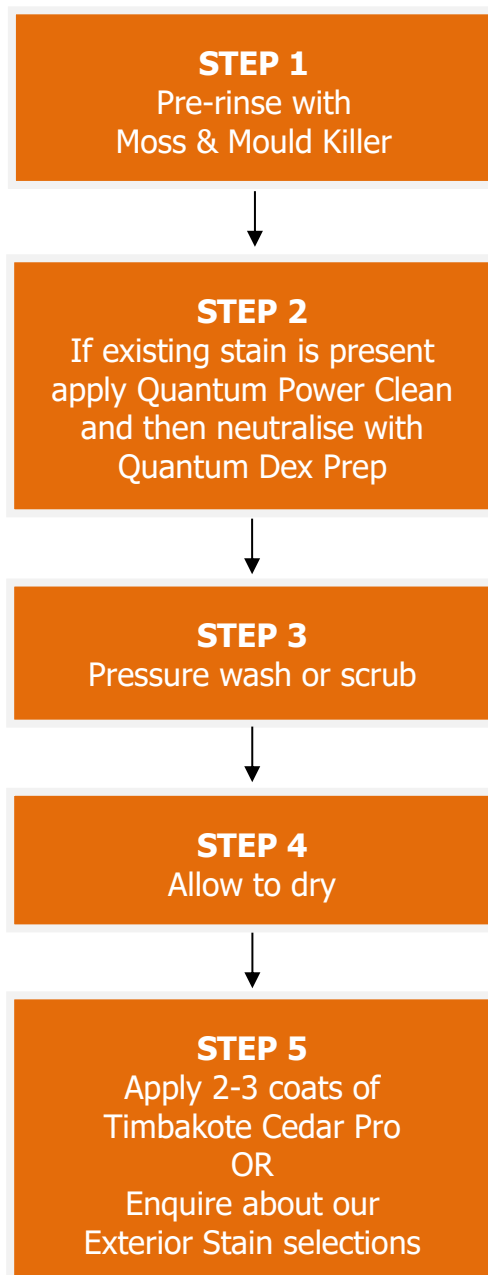 STEP 1
Pre-rinse with
Moss & Mould Killer
STEP 2
If existing stain is present
apply Quantum Power Clean
and then neutralise with
Quantum Dex Prep
STEP 3
Pressure wash or scrub
STEP 4
Allow to dry
STEP 5
Apply 2-3 coats of
Timbakote Cedar Pro
OR
Enquire about our
Exterior Stain selections